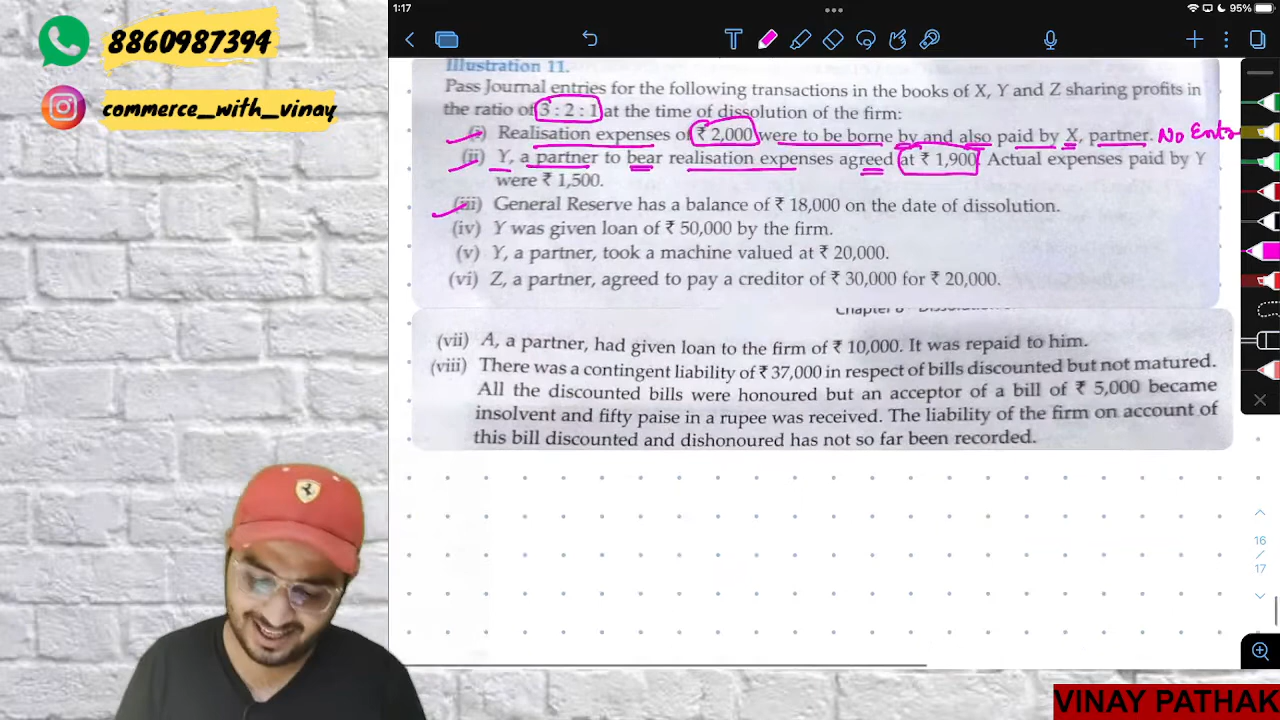 8860987394
commerce_with_vinay
1:17
95%
Illustration 11.
Pass Journal entries for the following transactions in the books of X, Y and Z sharing profits in
the ratio of 3 : 2 : 1 at the time of dissolution of the firm:
(i) Realisation expenses of ₹ 2,000 were to be borne by and also paid by X, partner. No Entr
(ii) Y, a partner to bear realisation expenses agreed at ₹ 1,900. Actual expenses paid by Y
were ₹ 1,500.
(iii) General Reserve has a balance of ₹ 18,000 on the date of dissolution.
(iv) Y was given loan of ₹ 50,000 by the firm.
(v) Y, a partner, took a machine valued at ₹ 20,000.
(vi) Z, a partner, agreed to pay a creditor of ₹ 30,000 for ₹ 20,000.
(vii) A, a partner, had given loan to the firm of ₹ 10,000. It was repaid to him.
(viii) There was a contingent liability of ₹ 37,000 in respect of bills discounted but not matured.
All the discounted bills were honoured but an acceptor of a bill of ₹ 5,000 became
insolvent and fifty paise in a rupee was received. The liability of the firm on account of
this bill discounted and dishonoured has not so far been recorded.
16
/
17
VINAY PATHAK